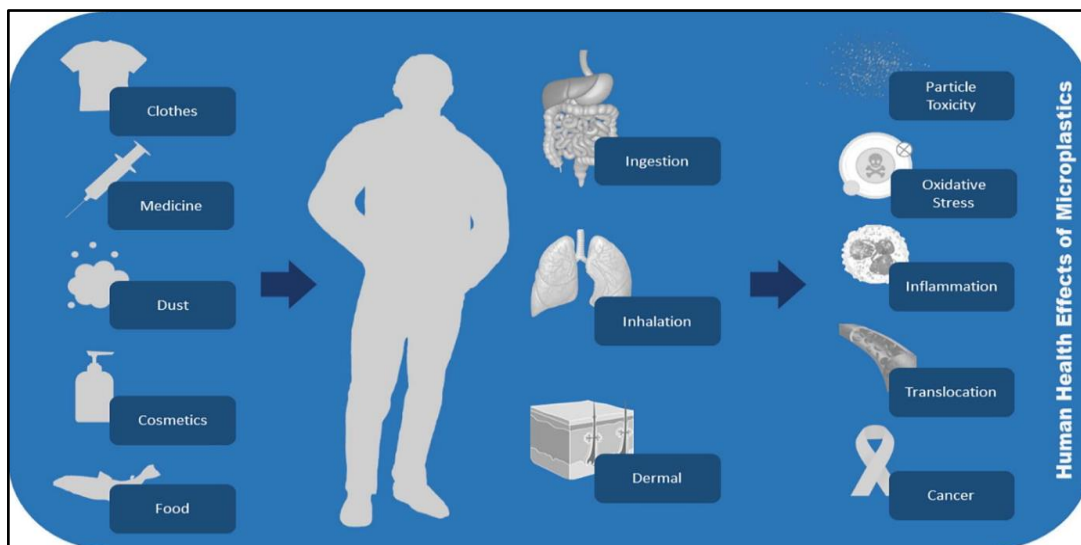 Clothes
Medicine
Dust
Cosmetics
Food
Ingestion
Inhalation
Dermal
Particle
Toxicity
Oxidative
Stress
Inflammation
Translocation
Cancer
Human Health Effects of Microplastics